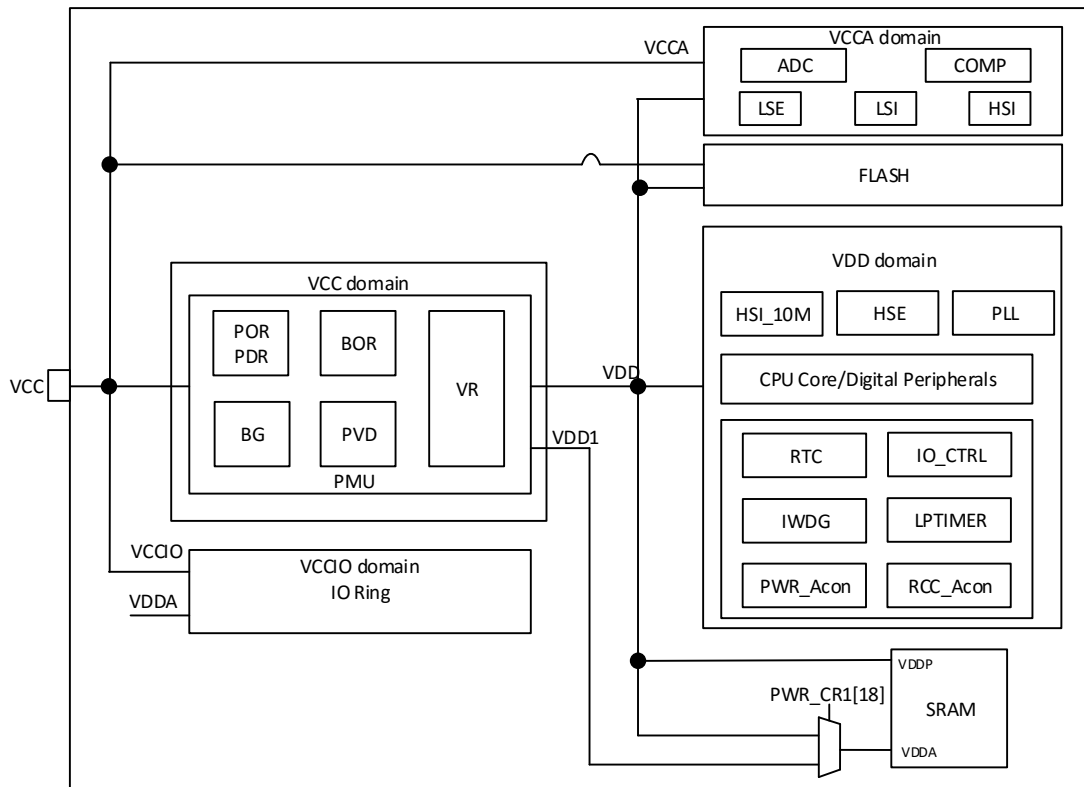 VCCA domain
VCCA
ADC
COMP
LSE
LSI
HSI
FLASH
VCC domain
POR
PDR
BOR
VR
BG
PVD
PMU
VCC
VDD
VDD1
VDD domain
HSI_10M
HSE
PLL
CPU Core/Digital Peripherals
RTC
IO_CTRL
IWDG
LPTIMER
PWR_Acon
RCC_Acon
VCCIO
VCCIO domain
IO Ring
VDDA
PWR_CR1[18]
VDDP
SRAM
VDDA